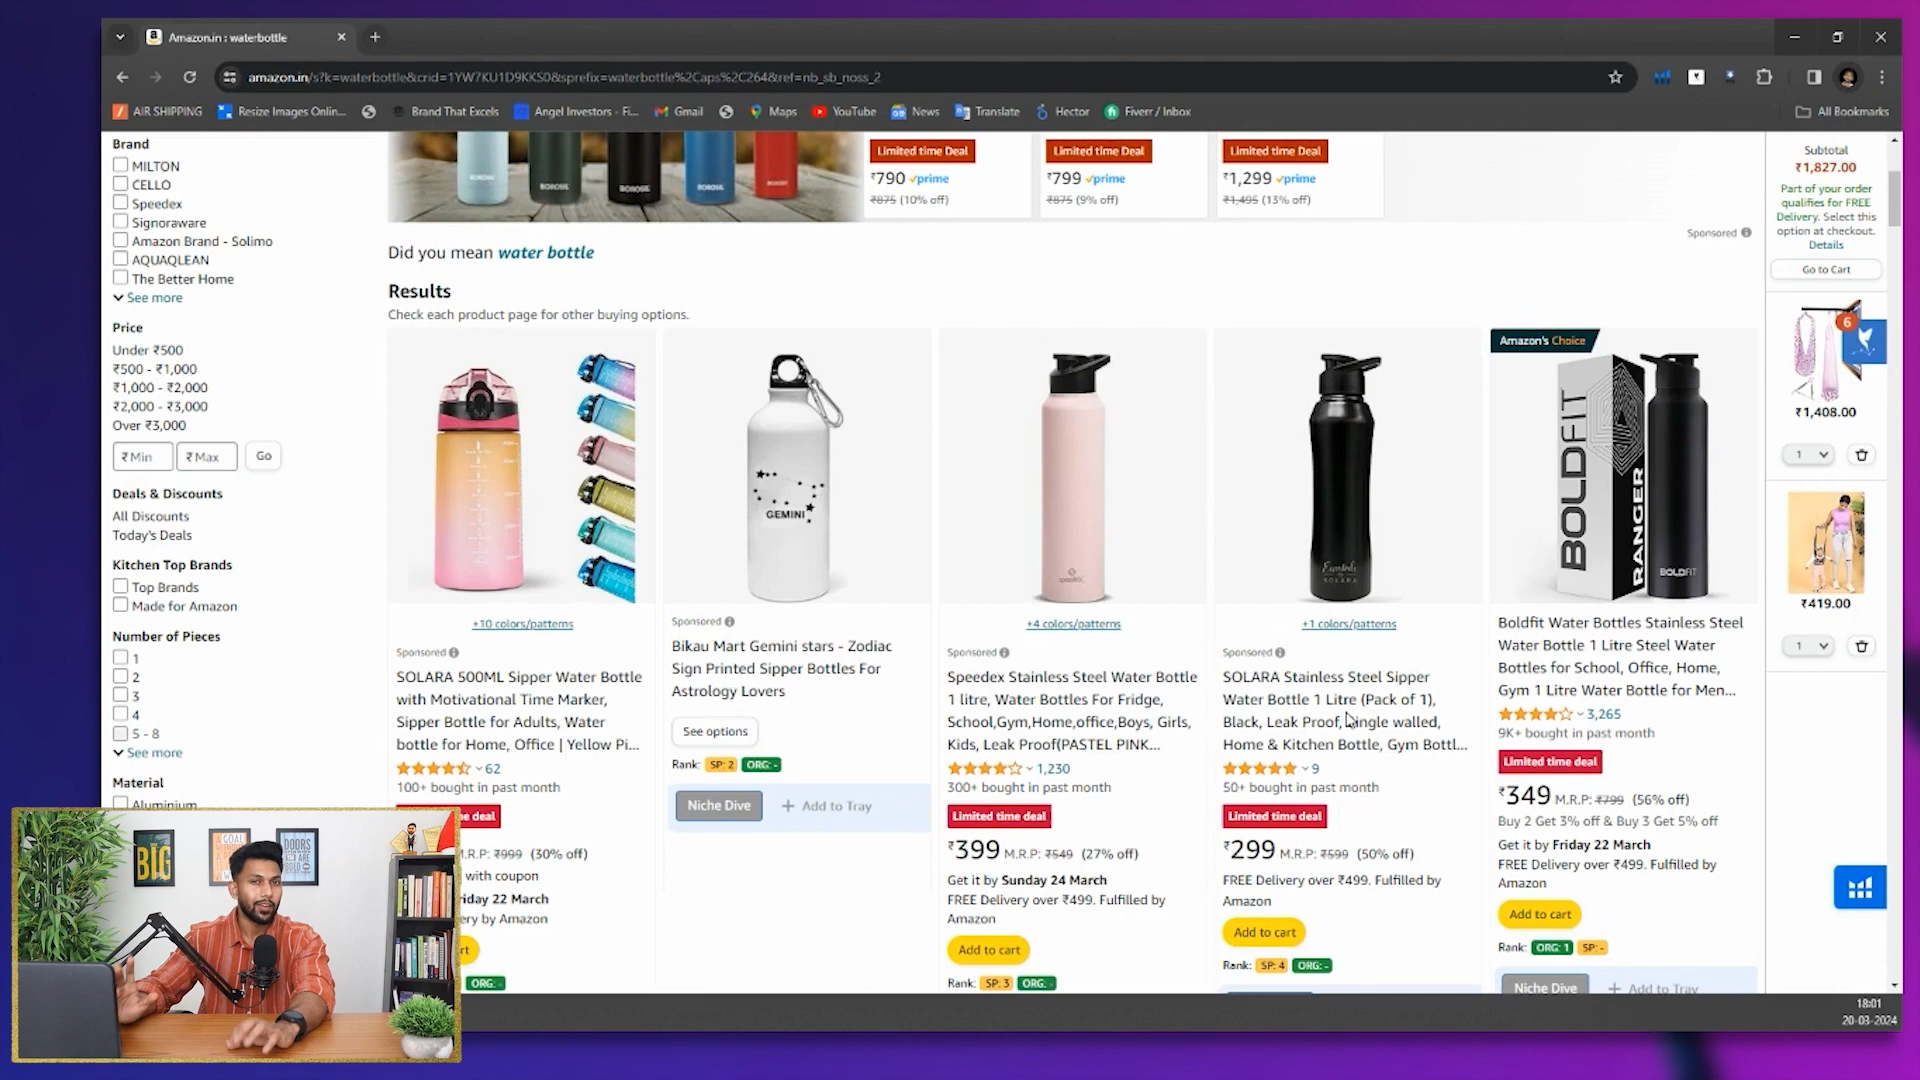 Amazon.in : waterbottle
amazon.in/s?k=waterbottle&crid=1YW7KU1D9KKS0&sprefix=waterbottle%2Caps%2C264&ref=nb_sb_noss_2
AIR SHIPPING
Resize Images Onlin...
Brand That Excels
Angel Investors - Fi...
Gmail
Maps
YouTube
News
Translate
Hector
Fiverr / Inbox
All Bookmarks
Brand
MILTON
CELLO
Speedex
Signoraware
Amazon Brand - Solimo
AQUAQLEAN
The Better Home
See more
Price
Under ₹500
₹500 - ₹1,000
₹1,000 - ₹2,000
₹2,000 - ₹3,000
Over ₹3,000
₹ Min
₹ Max
Go
Deals & Discounts
All Discounts
Today's Deals
Kitchen Top Brands
Top Brands
Made for Amazon
Number of Pieces
1
2
3
4
5 - 8
See more
Material
Aluminium
BOROSIL
BOROSIL
BOROSIL
Limited time Deal
₹790 prime
₹875 (10% off)
Limited time Deal
₹799 prime
₹875 (9% off)
Limited time Deal
₹1,299 prime
₹1,495 (13% off)
Sponsored
Did you mean water bottle
Results
Check each product page for other buying options.
+10 colors/patterns
Sponsored
SOLARA 500ML Sipper Water Bottle
with Motivational Time Marker,
Sipper Bottle for Adults, Water
bottle for Home, Office | Yellow Pi...
62
100+ bought in past month
me deal
M.R.P: ₹999 (30% off)
with coupon
riday 22 March
ery by Amazon
rt
ORG: -
GEMINI
Sponsored
Bikau Mart Gemini stars - Zodiac
Sign Printed Sipper Bottles For
Astrology Lovers
See options
Rank: SP: 2 ORG: -
Niche Dive
+ Add to Tray
speedex
+4 colors/patterns
Sponsored
Speedex Stainless Steel Water Bottle
1 litre, Water Bottles For Fridge,
School,Gym,Home,office,Boys, Girls,
Kids, Leak Proof(PASTEL PINK...
1,230
300+ bought in past month
Limited time deal
₹399 M.R.P: ₹549 (27% off)
Get it by Sunday 24 March
FREE Delivery over ₹499. Fulfilled by
Amazon
Add to cart
Rank: SP: 3 ORG: -
Essentials
SOLARA
+1 colors/patterns
Sponsored
SOLARA Stainless Steel Sipper
Water Bottle 1 Litre (Pack of 1),
Black, Leak Proof, Single walled,
Home & Kitchen Bottle, Gym Bottl...
9
50+ bought in past month
Limited time deal
₹299 M.R.P: ₹599 (50% off)
FREE Delivery over ₹499. Fulfilled by
Amazon
Add to cart
Rank: SP: 4 ORG: -
Amazon's Choice
BOLDFIT
RANGER
BOLDFIT
Boldfit Water Bottles Stainless Steel
Water Bottle 1 Litre Steel Water
Bottles for School, Office, Home,
Gym 1 Litre Water Bottle for Men...
3,265
9K+ bought in past month
Limited time deal
₹349 M.R.P: ₹799 (56% off)
Buy 2 Get 3% off & Buy 3 Get 5% off
Get it by Friday 22 March
FREE Delivery over ₹499. Fulfilled by
Amazon
Add to cart
Rank: ORG: 1 SP: -
Niche Dive
+ Add to Tray
Subtotal
₹1,827.00
Part of your order
qualifies for FREE
Delivery. Select this
option at checkout.
Details
Go to Cart
6
₹1,408.00
1
₹419.00
1
BIG
A GOAL
DOORS
18:01
20-03-2024